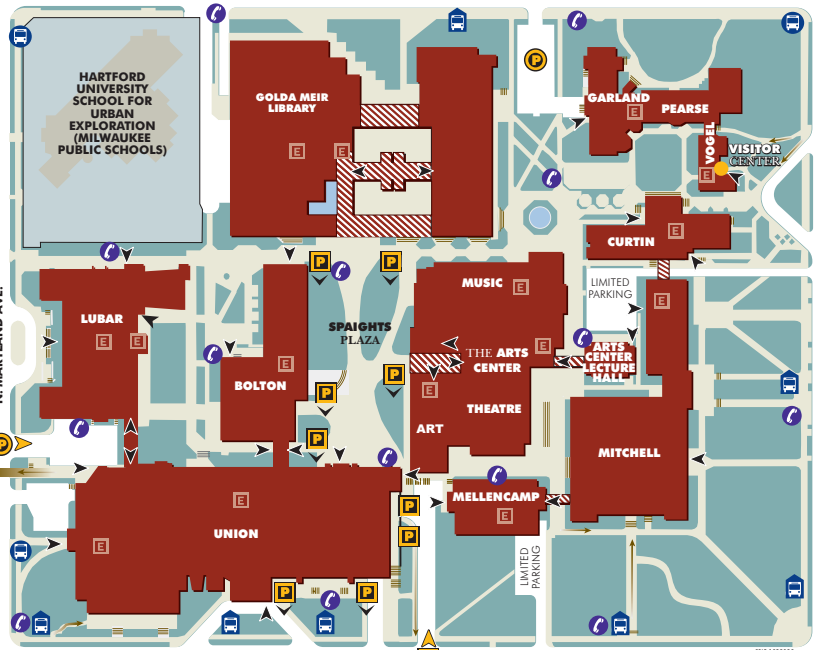 HARTFORD
UNIVERSITY
SCHOOL FOR
URBAN
EXPLORATION
(MILWAUKEE
PUBLIC SCHOOLS)
GOLDA MEIR
LIBRARY
E
E
P
GARLAND
E
PEARSE
VOGEL
E
VISITOR
CENTER
CURTIN
E
LUBAR
E
E
P
P
SPAIGHTS
PLAZA
MUSIC
E
LIMITED
PARKING
E
BOLTON
E
THE ARTS
CENTER
E
E
ARTS
CENTER
LECTURE
HALL
P
P
P
THEATRE
ART
MITCHELL
P
UNION
E
E
MELLENCAMP
E
P
P
LIMITED
PARKING
P
P